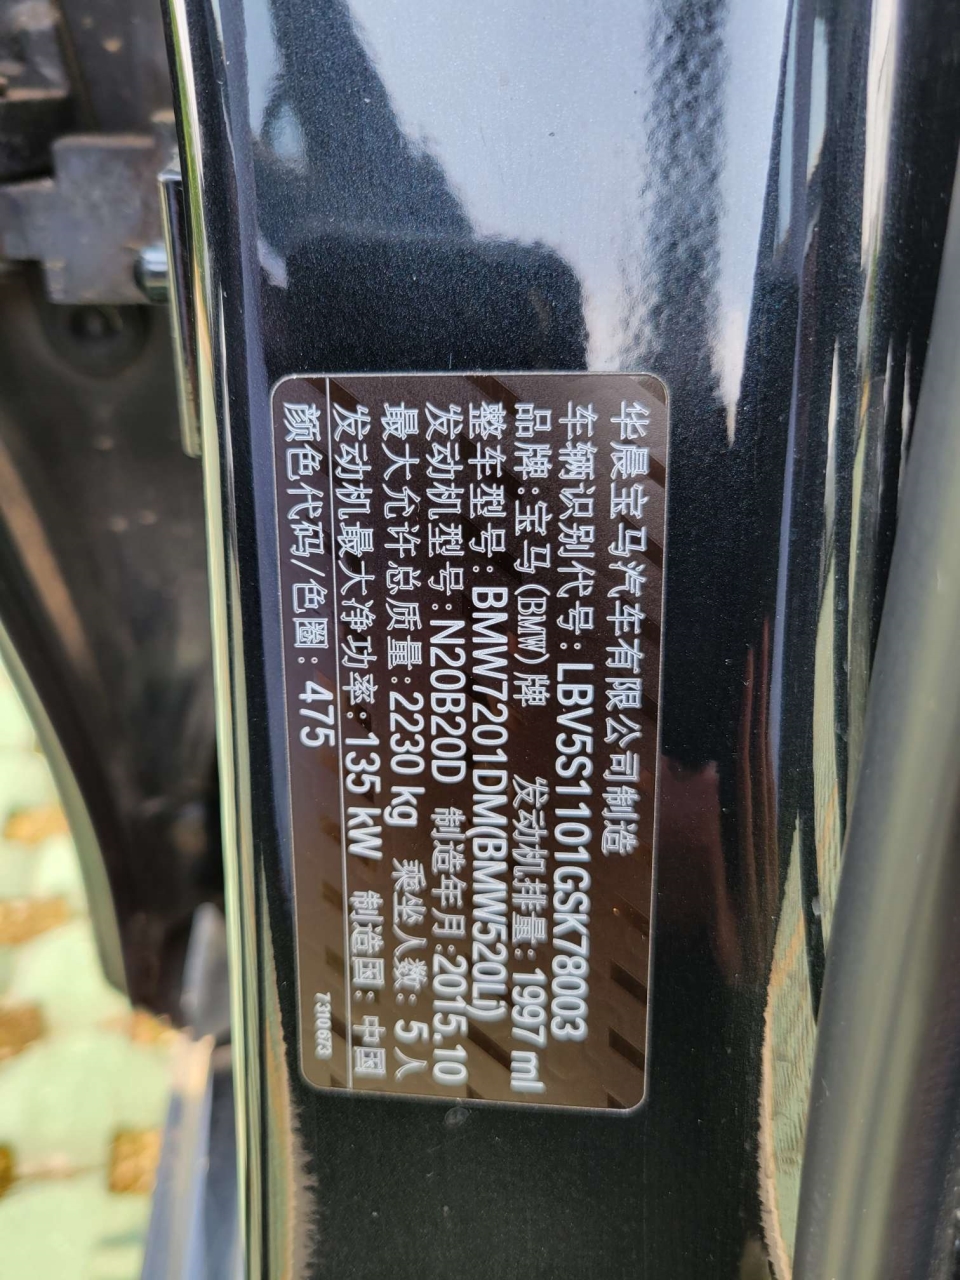 华晨宝马汽车有限公司制造
车辆识别代号:LBV5S1101GSK78003
品牌:宝马(BMW)牌 发动机排量:1997 ml
整车型号:BMW7201DM(BMW520Li)
发动机型号:N20B20D 制造年月:2015.10
最大允许总质量:2230 kg 乘坐人数:5人
发动机最大净功率:135 kW 制造国:中国
颜色代码/色圈:475
7310673